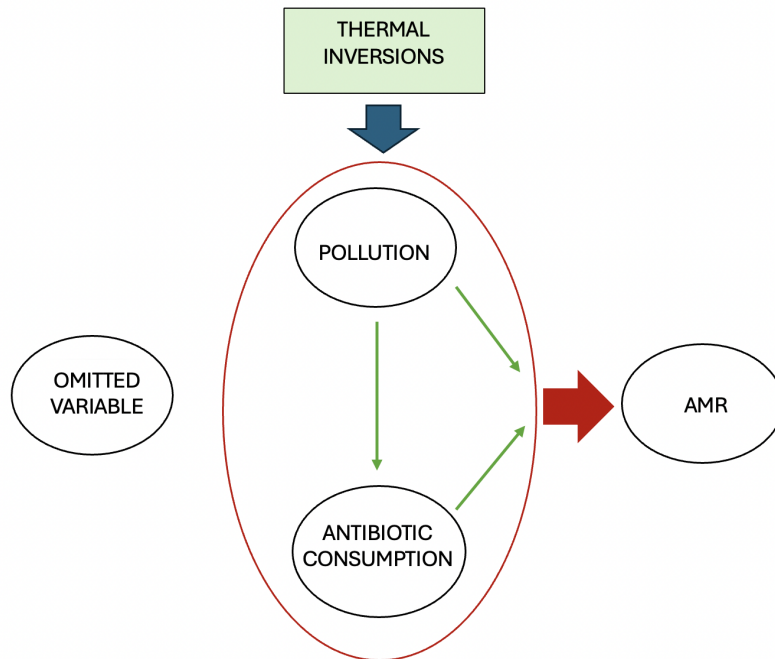 THERMAL
INVERSIONS
POLLUTION
OMITTED
VARIABLE
AMR
ANTIBIOTIC
CONSUMPTION